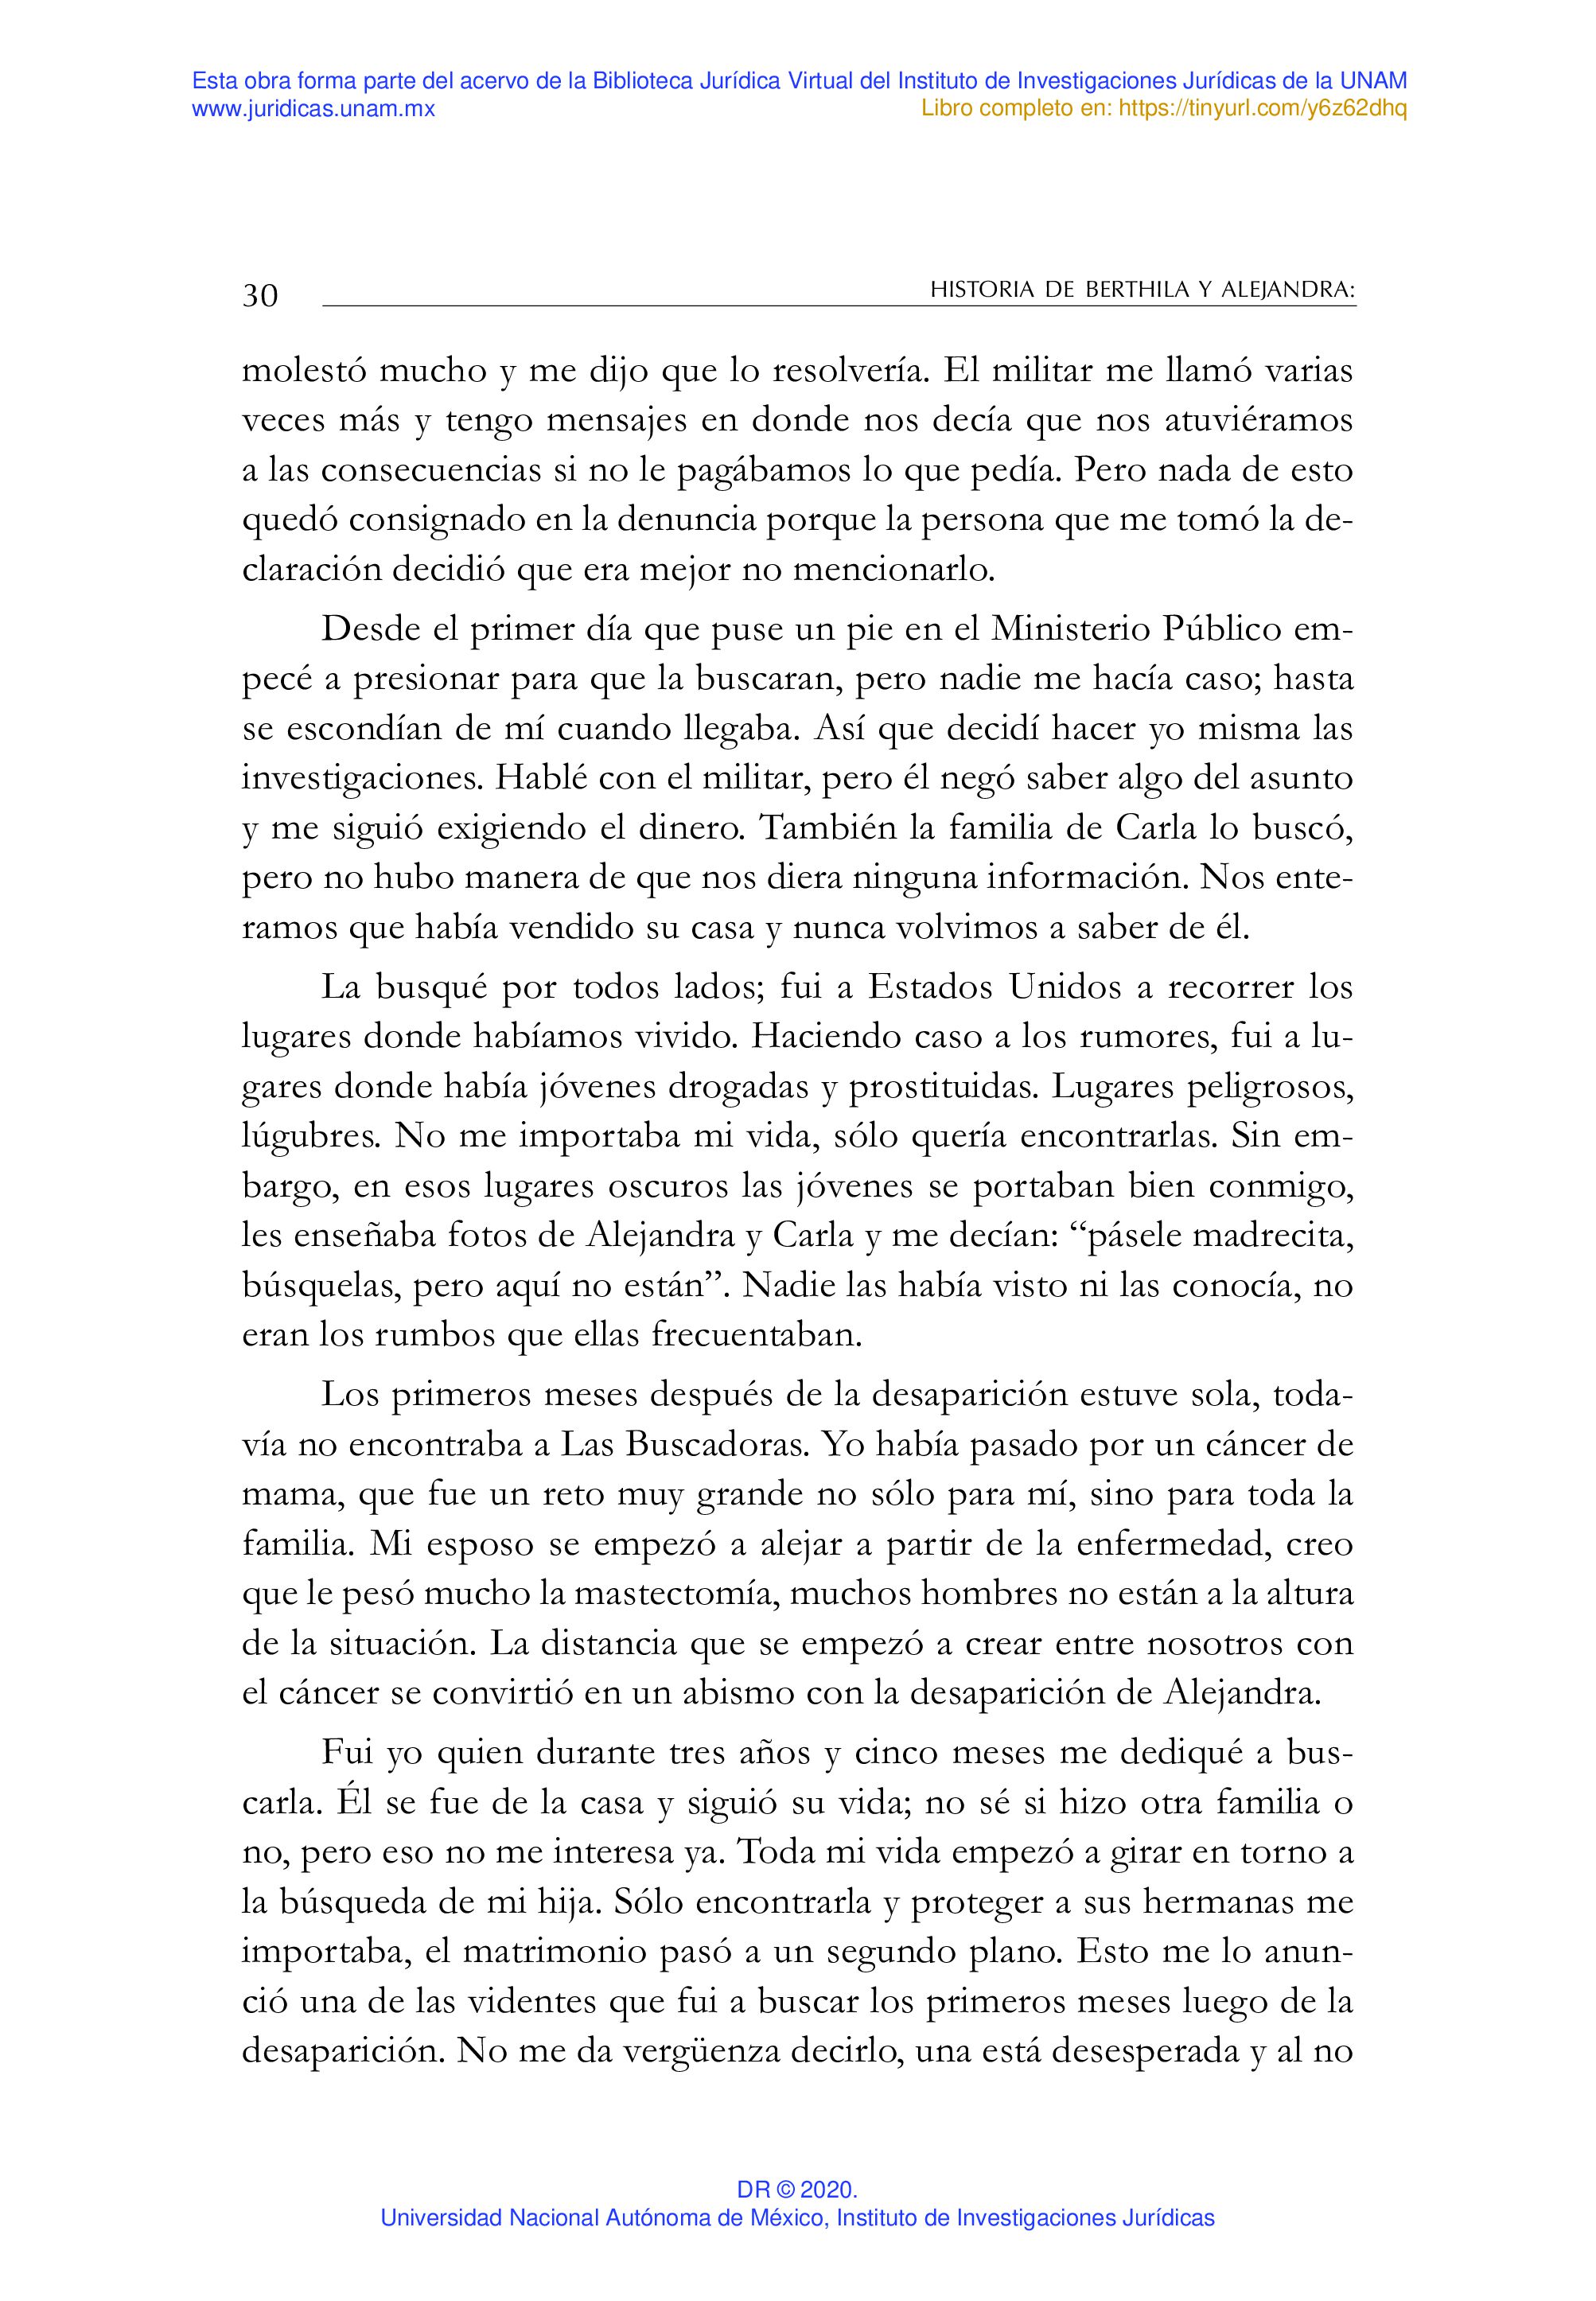 Esta obra forma parte del acervo de la Biblioteca Jurídica Virtual del Instituto de Investigaciones Jurídicas de la UNAM
www.juridicas.unam.mx
Libro completo en: https://tinyurl.com/y6z62dhq
30
HISTORIA DE BERTHILA Y ALEJANDRA:
molestó mucho y me dijo que lo resolvería. El militar me llamó varias
veces más y tengo mensajes en donde nos decía que nos atuviéramos
a las consecuencias si no le pagábamos lo que pedía. Pero nada de esto
quedó consignado en la denuncia porque la persona que me tomó la de-
claración decidió que era mejor no mencionarlo.
Desde el primer día que puse un pie en el Ministerio Público em-
pecé a presionar para que la buscaran, pero nadie me hacía caso; hasta
se escondían de mí cuando llegaba. Así que decidí hacer yo misma las
investigaciones. Hablé con el militar, pero él negó saber algo del asunto
y me siguió exigiendo el dinero. También la familia de Carla lo buscó,
pero no hubo manera de que nos diera ninguna información. Nos ente-
ramos que había vendido su casa y nunca volvimos a saber de él.
La busqué por todos lados; fui a Estados Unidos a recorrer los
lugares donde habíamos vivido. Haciendo caso a los rumores, fui a lu-
gares donde había jóvenes drogadas y prostituidas. Lugares peligrosos,
lúgubres. No me importaba mi vida, sólo quería encontrarlas. Sin em-
bargo, en esos lugares oscuros las jóvenes se portaban bien conmigo,
les enseñaba fotos de Alejandra y Carla y me decían: “pásele madrecita,
búsquelas, pero aquí no están”. Nadie las había visto ni las conocía, no
eran los rumbos que ellas frecuentaban.
Los primeros meses después de la desaparición estuve sola, toda-
vía no encontraba a Las Buscadoras. Yo había pasado por un cáncer de
mama, que fue un reto muy grande no sólo para mí, sino para toda la
familia. Mi esposo se empezó a alejar a partir de la enfermedad, creo
que le pesó mucho la mastectomía, muchos hombres no están a la altura
de la situación. La distancia que se empezó a crear entre nosotros con
el cáncer se convirtió en un abismo con la desaparición de Alejandra.
Fui yo quien durante tres años y cinco meses me dediqué a bus-
carla. Él se fue de la casa y siguió su vida; no sé si hizo otra familia o
no, pero eso no me interesa ya. Toda mi vida empezó a girar en torno a
la búsqueda de mi hija. Sólo encontrarla y proteger a sus hermanas me
importaba, el matrimonio pasó a un segundo plano. Esto me lo anun-
ció una de las videntes que fui a buscar los primeros meses luego de la
desaparición. No me da vergüenza decirlo, una está desesperada y al no
DR © 2020.
Universidad Nacional Autónoma de México, Instituto de Investigaciones Jurídicas